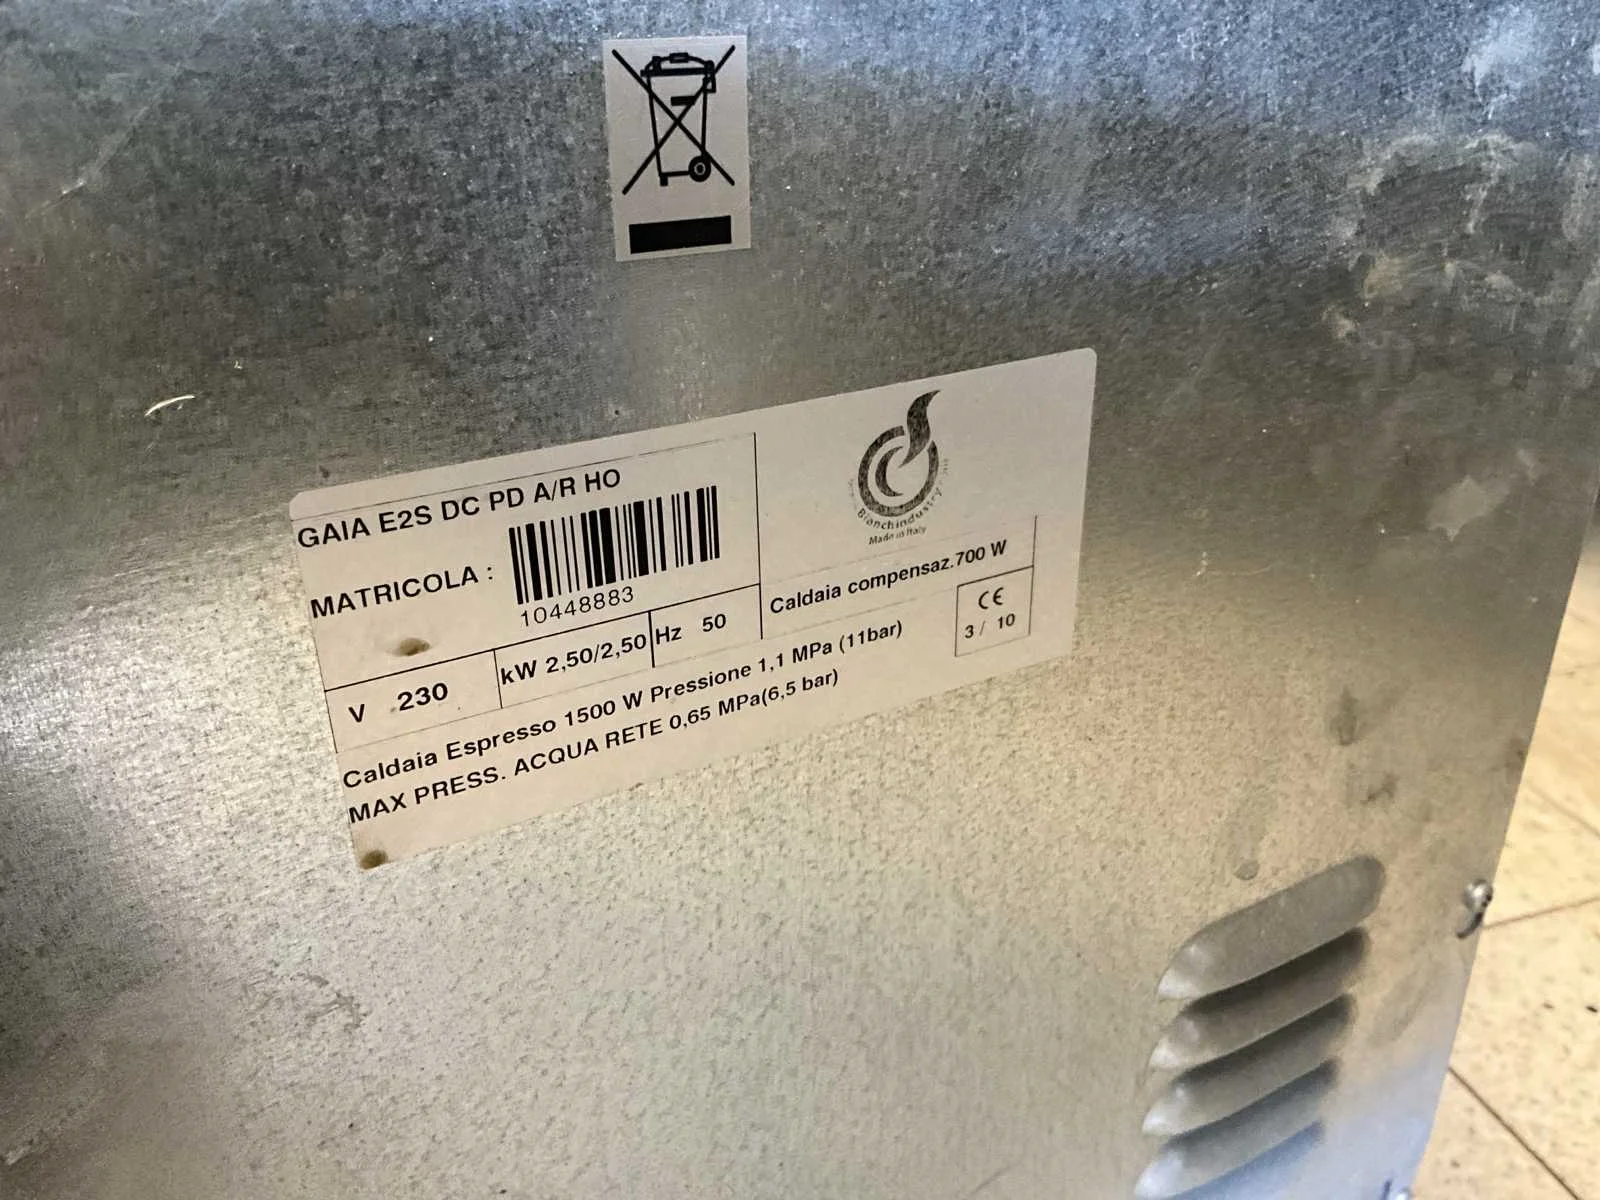 GAIA E2S DC PD A/R HO
MATRICOLA :
10448883
V 230
kW 2,50/2,50
Hz 50
Bianchindustry
Made in Italy
Caldaia compensaz.700 W
CE
3 / 10
Caldaia Espresso 1500 W Pressione 1,1 MPa (11bar)
MAX PRESS. ACQUA RETE 0,65 MPa(6,5 bar)